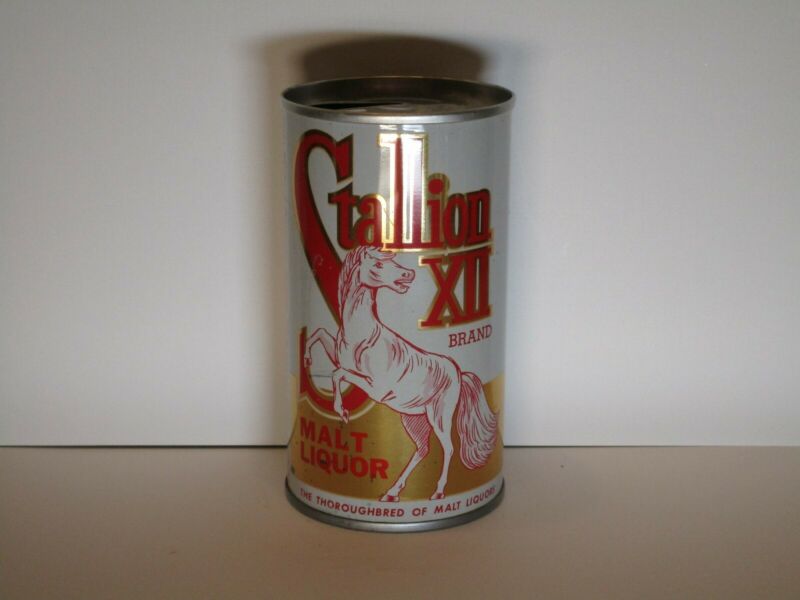 Stallion
XII
BRAND
MALT
LIQUOR
THE THOROUGHBRED OF MALT LIQUORS